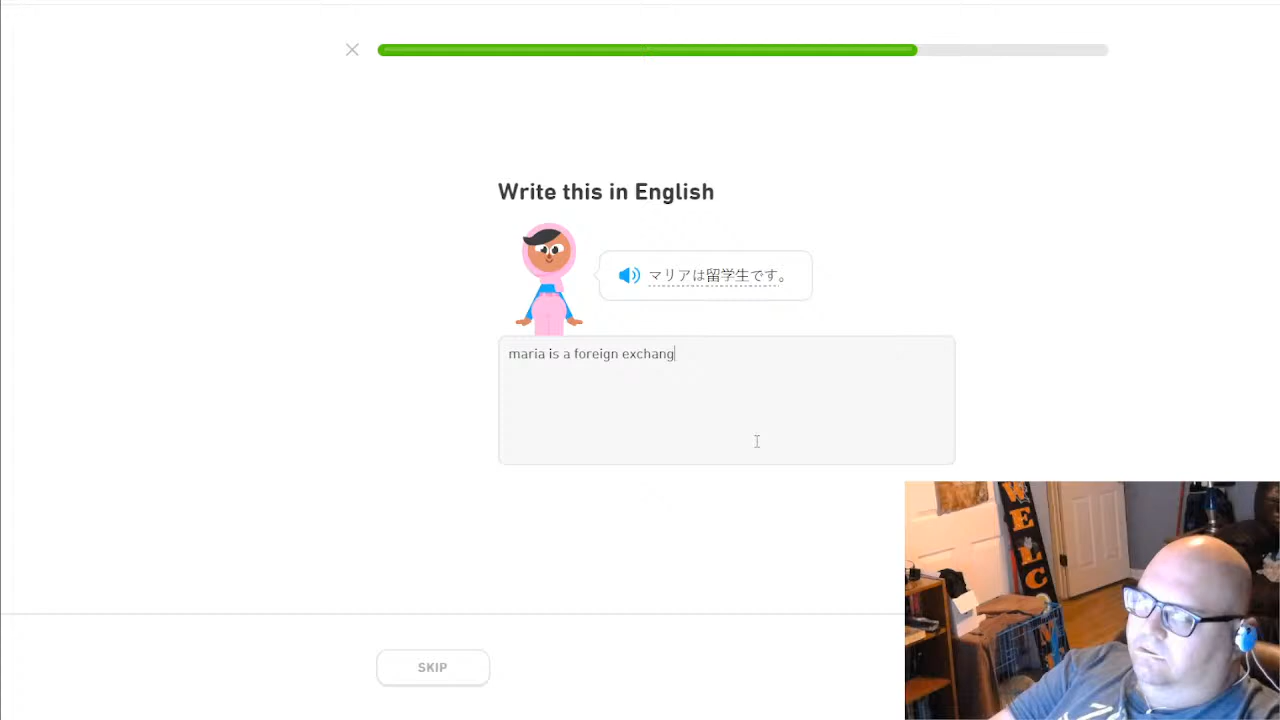 Write this in English
マリアは留学生です。
maria is a foreign exchang
SKIP
WELC